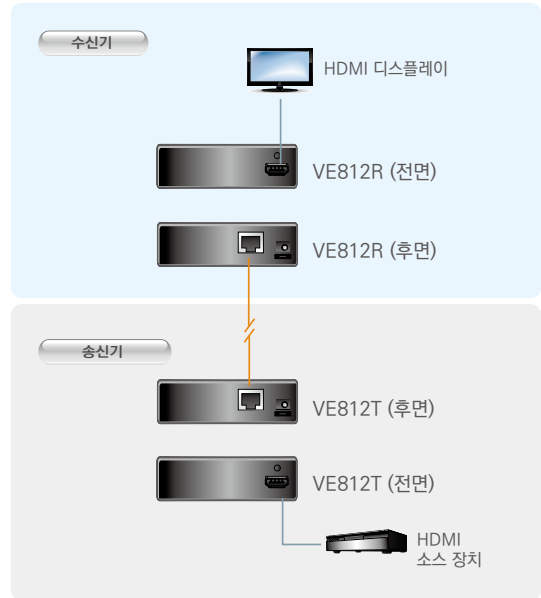 수신기
HDMI 디스플레이
VE812R (전면)
VE812R (후면)
송신기
VE812T (후면)
VE812T (전면)
HDMI
소스 장치